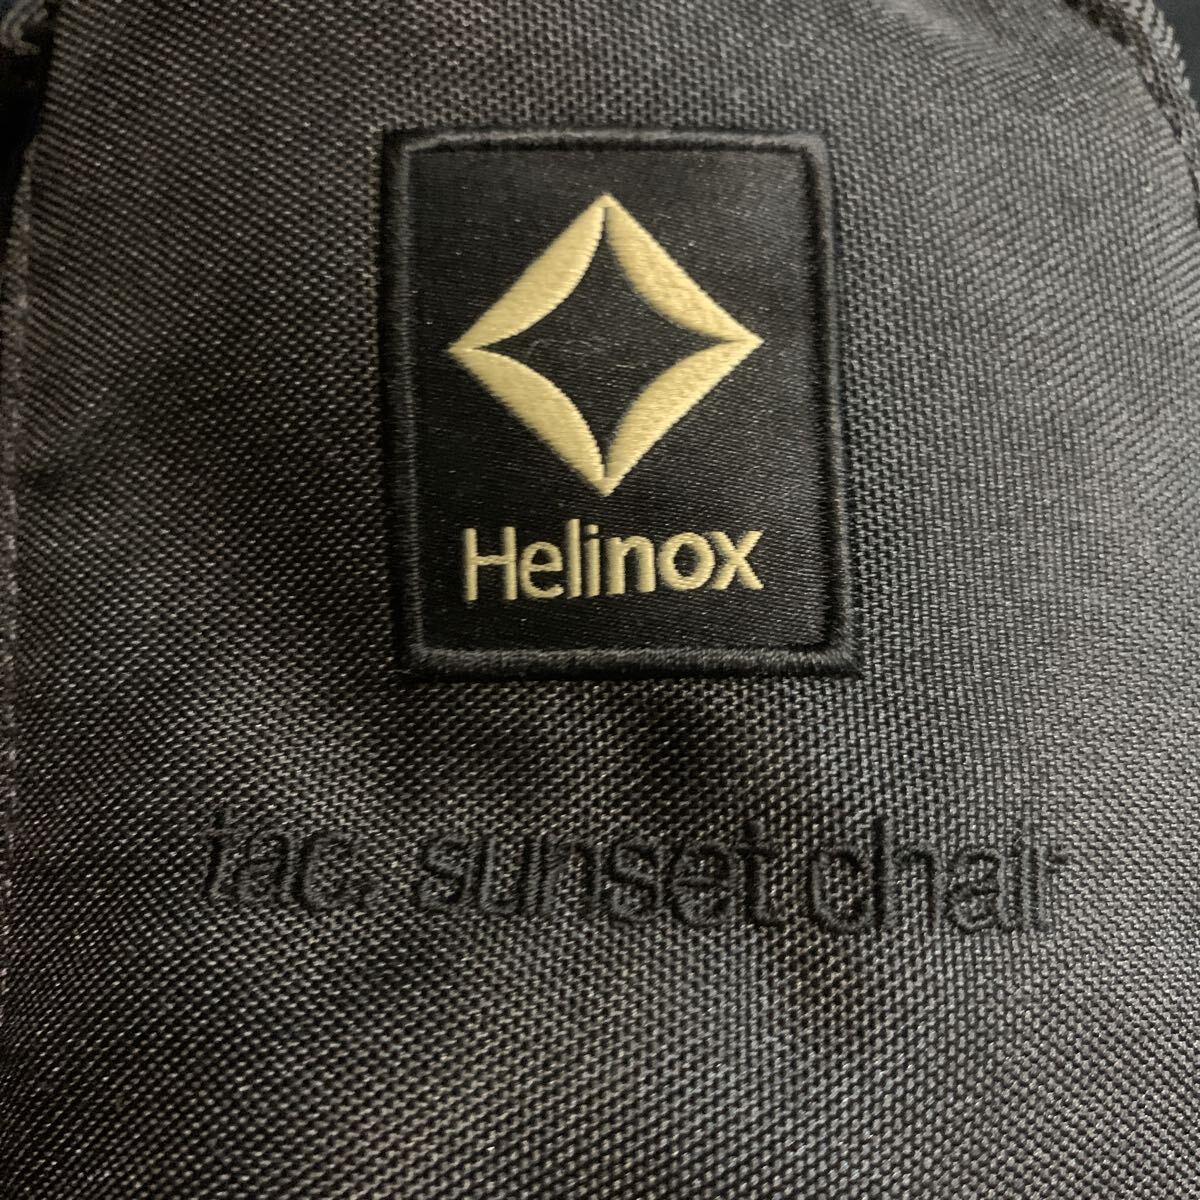 Helinox
tac. sunset chair